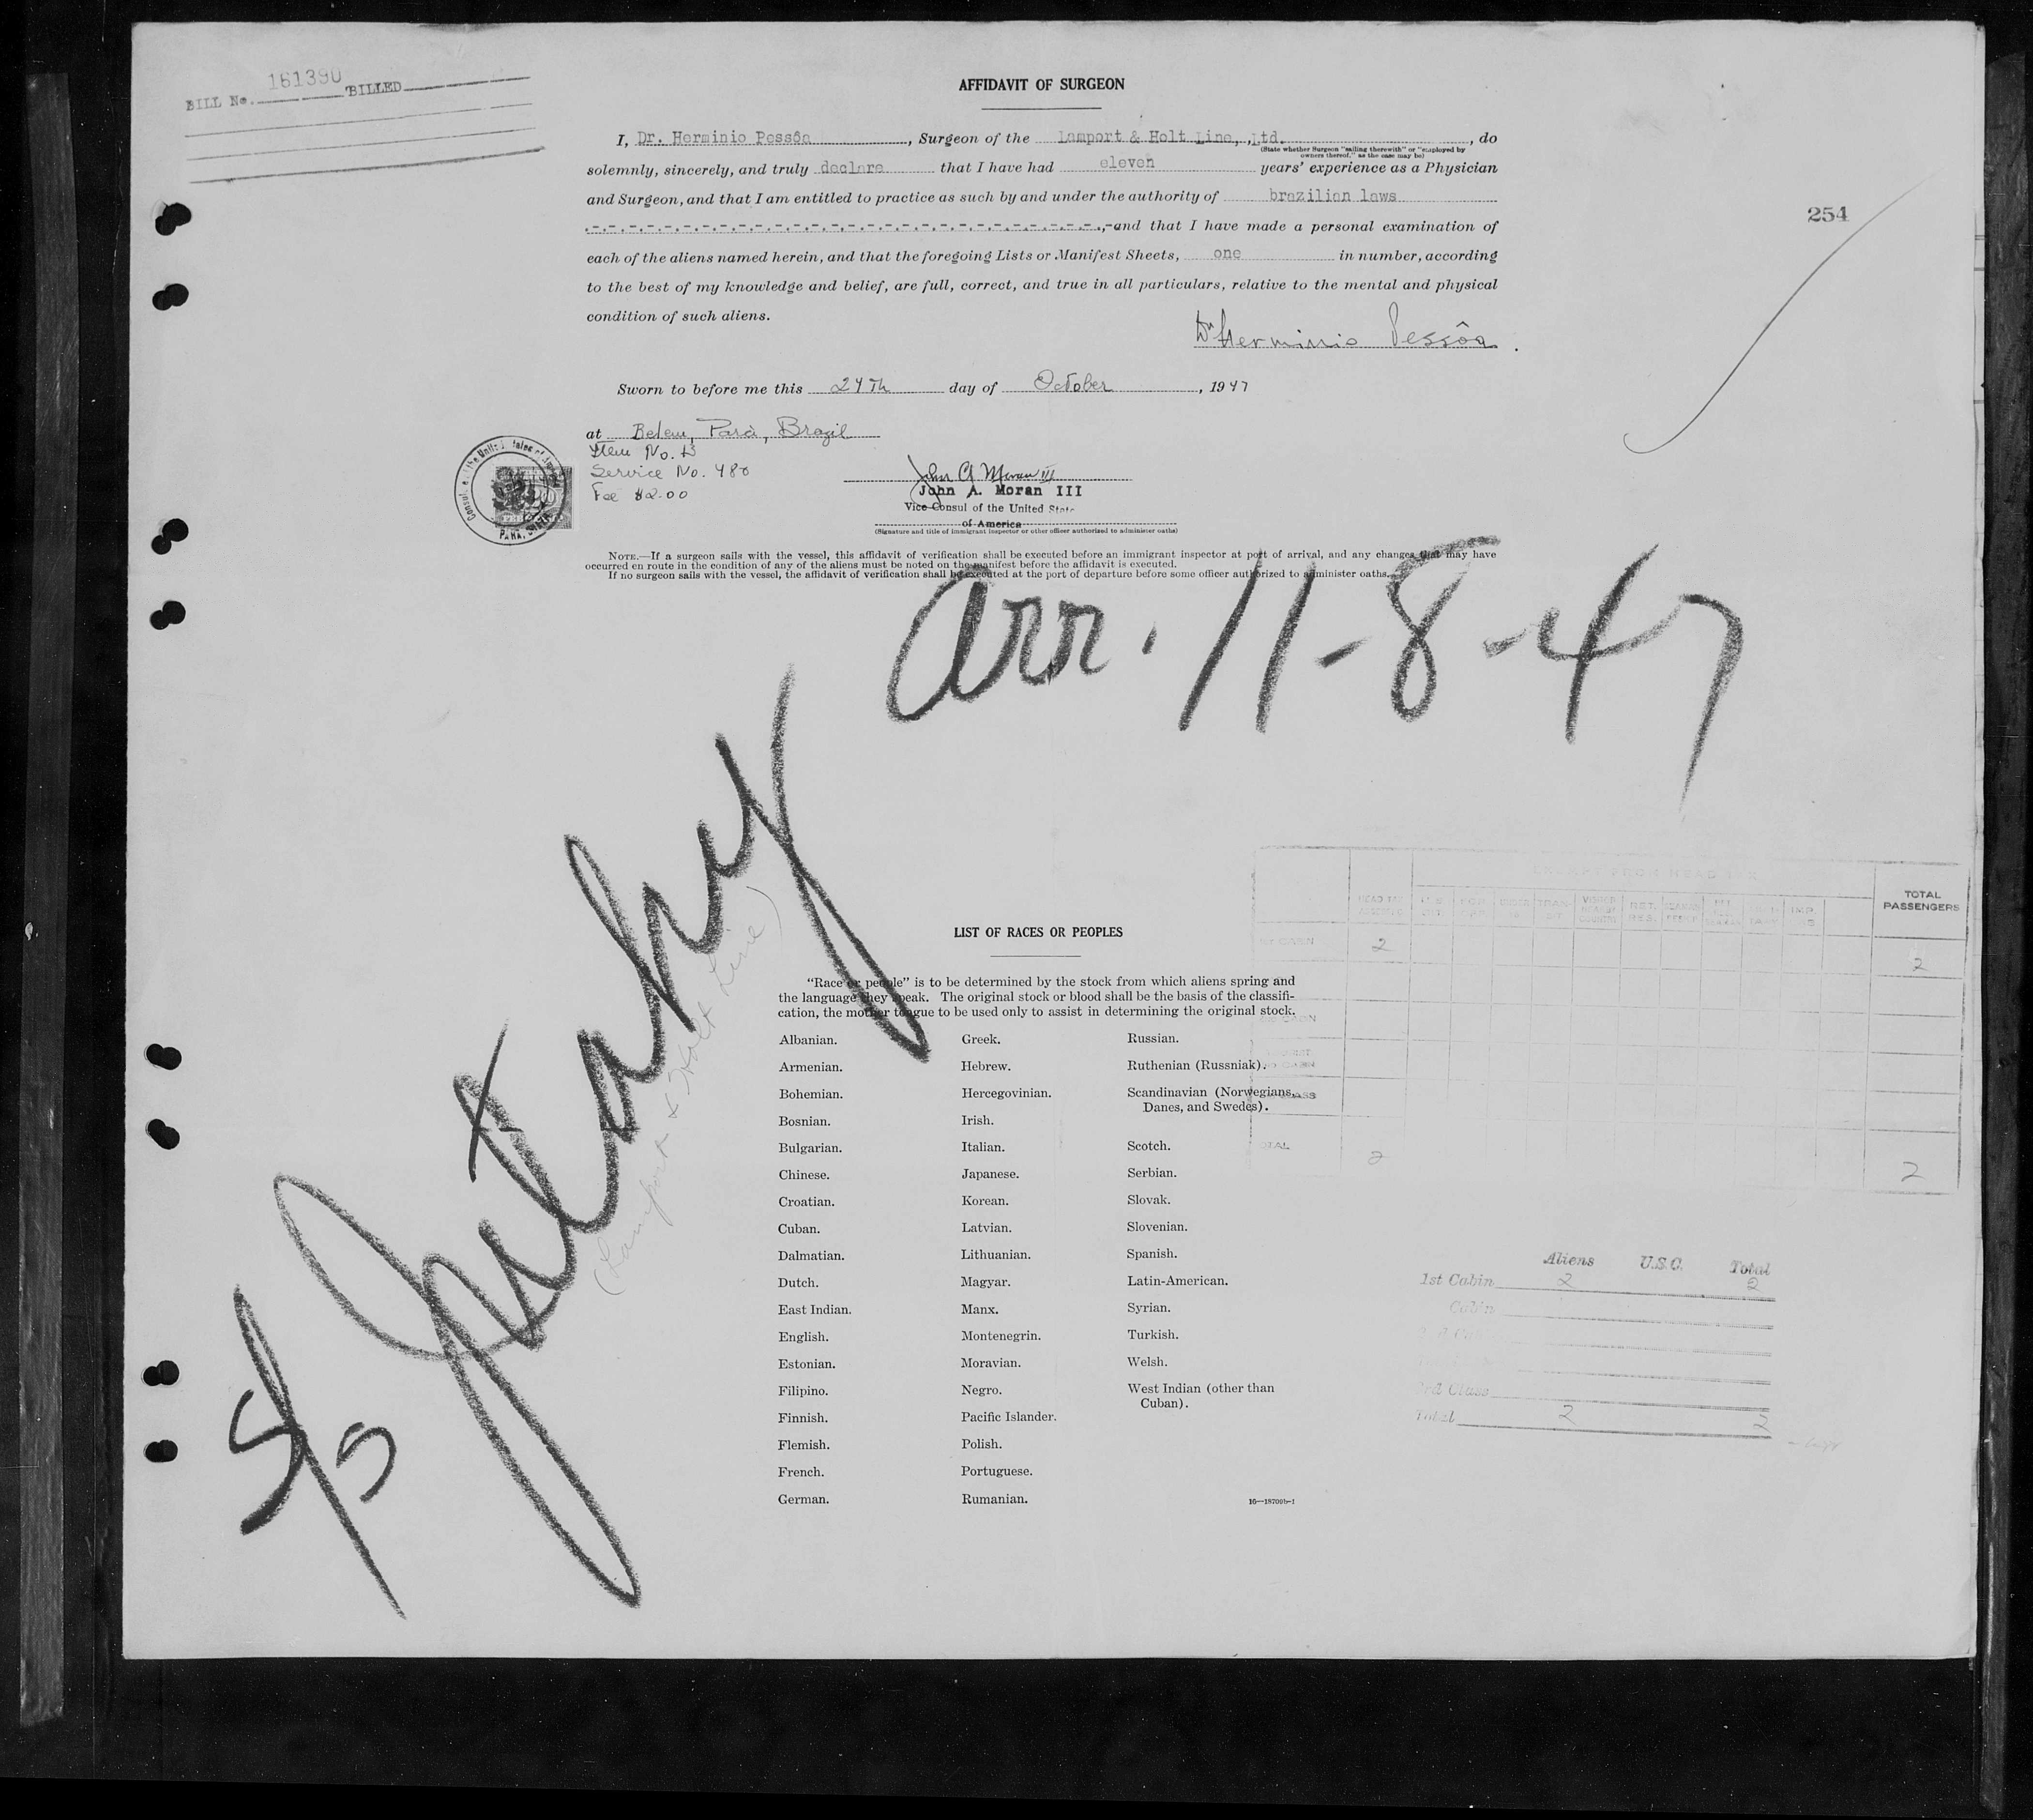 BILL No. 161390 BILLED
AFFIDAVIT OF SURGEON
I, Dr. Herminio Pessôa, Surgeon of the Lamport & Holt Line, ,Ltd., do
(State whether Surgeon "sailing therewith" or "employed by
owners thereof," as the case may be)
solemnly, sincerely, and truly declare that I have had eleven years' experience as a Physician
and Surgeon, and that I am entitled to practice as such by and under the authority of brazilian laws
and that I have made a personal examination of
each of the aliens named herein, and that the foregoing Lists or Manifest Sheets, one in number, according
to the best of my knowledge and belief, are full, correct, and true in all particulars, relative to the mental and physical
condition of such aliens.
254
Dr Herminio Pessôa.
Sworn to before me this 24Th day of October, 1947
at Belem, Pará, Brazil
Item No.
Service No. 480
Fee $2.00
John A. Moran III
John A. Moran III
Vice Consul of the United State
of America
(Signature and title of immigrant inspector or other officer authorized to administer oaths)
NOTE.—If a surgeon sails with the vessel, this affidavit of verification shall be executed before an immigrant inspector at port of arrival, and any changes that may have
occurred en route in the condition of any of the aliens must be noted on the manifest before the affidavit is executed.
If no surgeon sails with the vessel, the affidavit of verification shall be executed at the port of departure before some officer authorized to administer oaths.
arr. 11-8-47
S/S
(Lamport & Holt Line)
LIST OF RACES OR PEOPLES
"Race or people" is to be determined by the stock from which aliens spring and
the language they speak. The original stock or blood shall be the basis of the classifi-
cation, the mother tongue to be used only to assist in determining the original stock.
Albanian.
Armenian.
Bohemian.
Bosnian.
Bulgarian.
Chinese.
Croatian.
Cuban.
Dalmatian.
Dutch.
East Indian.
English.
Estonian.
Filipino.
Finnish.
Flemish.
French.
German.
Greek.
Hebrew.
Hercegovinian.
Irish.
Italian.
Japanese.
Korean.
Latvian.
Lithuanian.
Magyar.
Manx.
Montenegrin.
Moravian.
Negro.
Pacific Islander.
Polish.
Portuguese.
Rumanian.
Russian.
Ruthenian (Russniak).
Scandinavian (Norwegians,
Danes, and Swedes).
Scotch.
Serbian.
Slovak.
Slovenian.
Spanish.
Latin-American.
Syrian.
Turkish.
Welsh.
West Indian (other than
Cuban).
16—18709b-1
TOTAL
PASSENGERS
RET.
RES.
IMP
2 2
2 2
Aliens U.S.C. Total
1st Cabin 2 2
Cabin
3rd Class
Total 2 2